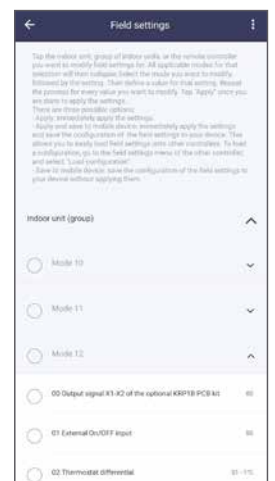 Field settings
Tap the indoor unit, group of indoor units, or the remote controller
you want to modify field settings for. All applicable modes for that
selection will then collapse. Select the mode you want to modify,
followed by the setting. Then define a value for that setting. Repeat
the process for every value you want to modify. Tap "Apply" once you
are done to apply the settings.
There are three possible options:
- Apply: immediately apply the settings.
- Apply and save to mobile device: immediately apply the settings
and save the configuration of the field settings to your device. This
allows you to easily load field settings onto other controllers. To load
a configuration, go to the field settings menu of the other controller,
and select "Load configuration".
- Save to mobile device: save the configuration of the field settings to
your device without applying them.
Indoor unit (group)
Mode 10
Mode 11
Mode 12
00 Output signal X1-X2 of the optional KRP1B PCB kit
01 External On/OFF input
02 Thermostat differential
01 - 1°C